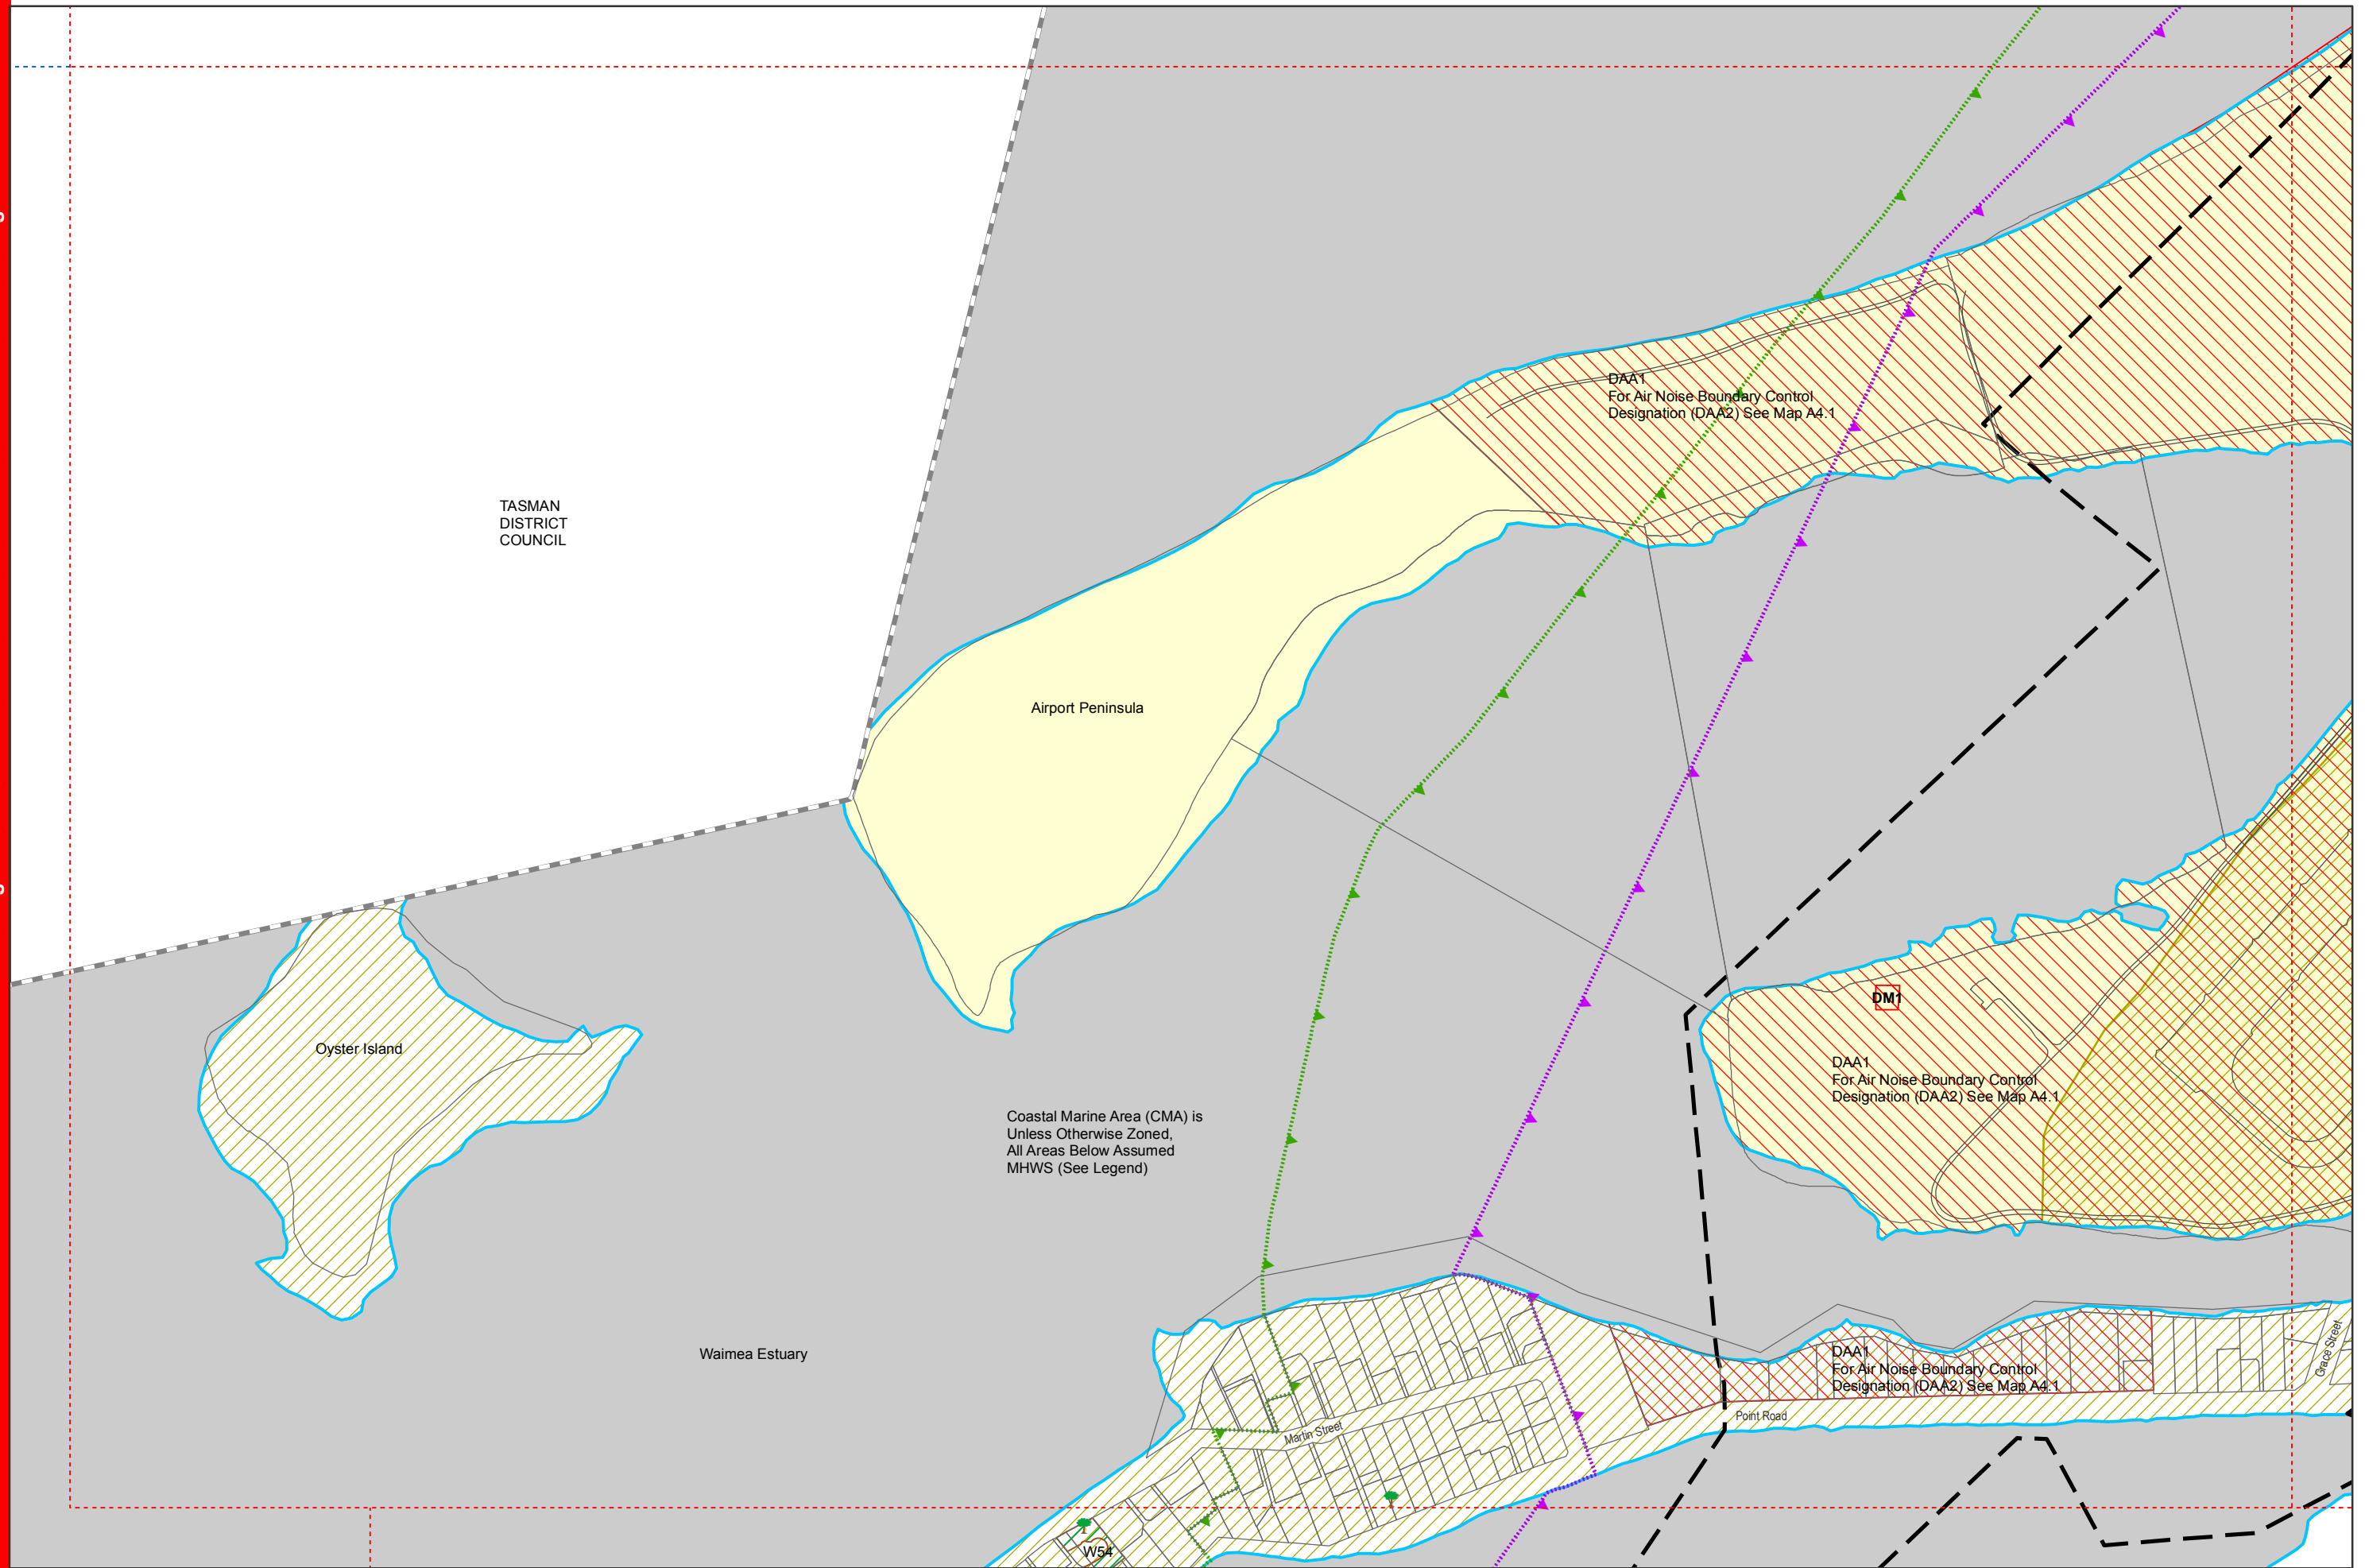 DAA1
For Air Noise Boundary Control
Designation (DAA2) See Map A4.1
TASMAN
DISTRICT
COUNCIL
Airport Peninsula
DM1
Oyster Island
DAA1
For Air Noise Boundary Control
Designation (DAA2) See Map A4.1
Coastal Marine Area (CMA) is
Unless Otherwise Zoned,
All Areas Below Assumed
MHWS (See Legend)
Waimea Estuary
DAA1
For Air Noise Boundary Control
Designation (DAA2) See Map A4.1
Grace Street
Point Road
Martin Street
W54